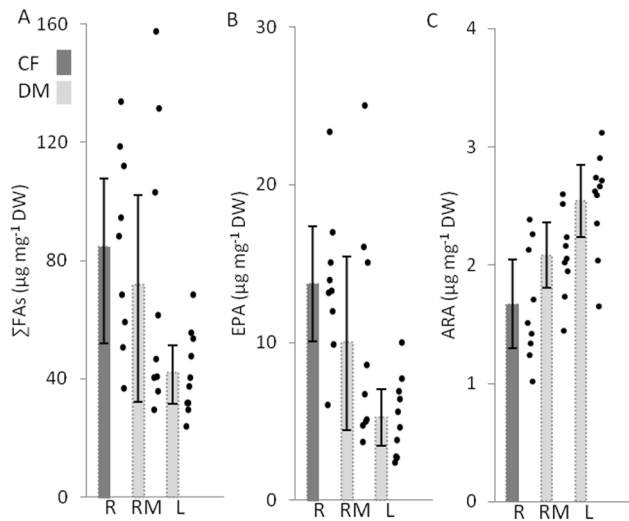 A
B
C
CF
DM
160
120
80
40
0
∑FAs (µg mg⁻¹ DW)
R RM L
30
20
10
0
EPA (µg mg⁻¹ DW)
R RM L
4
3
2
1
0
ARA (µg mg⁻¹ DW)
R RM L